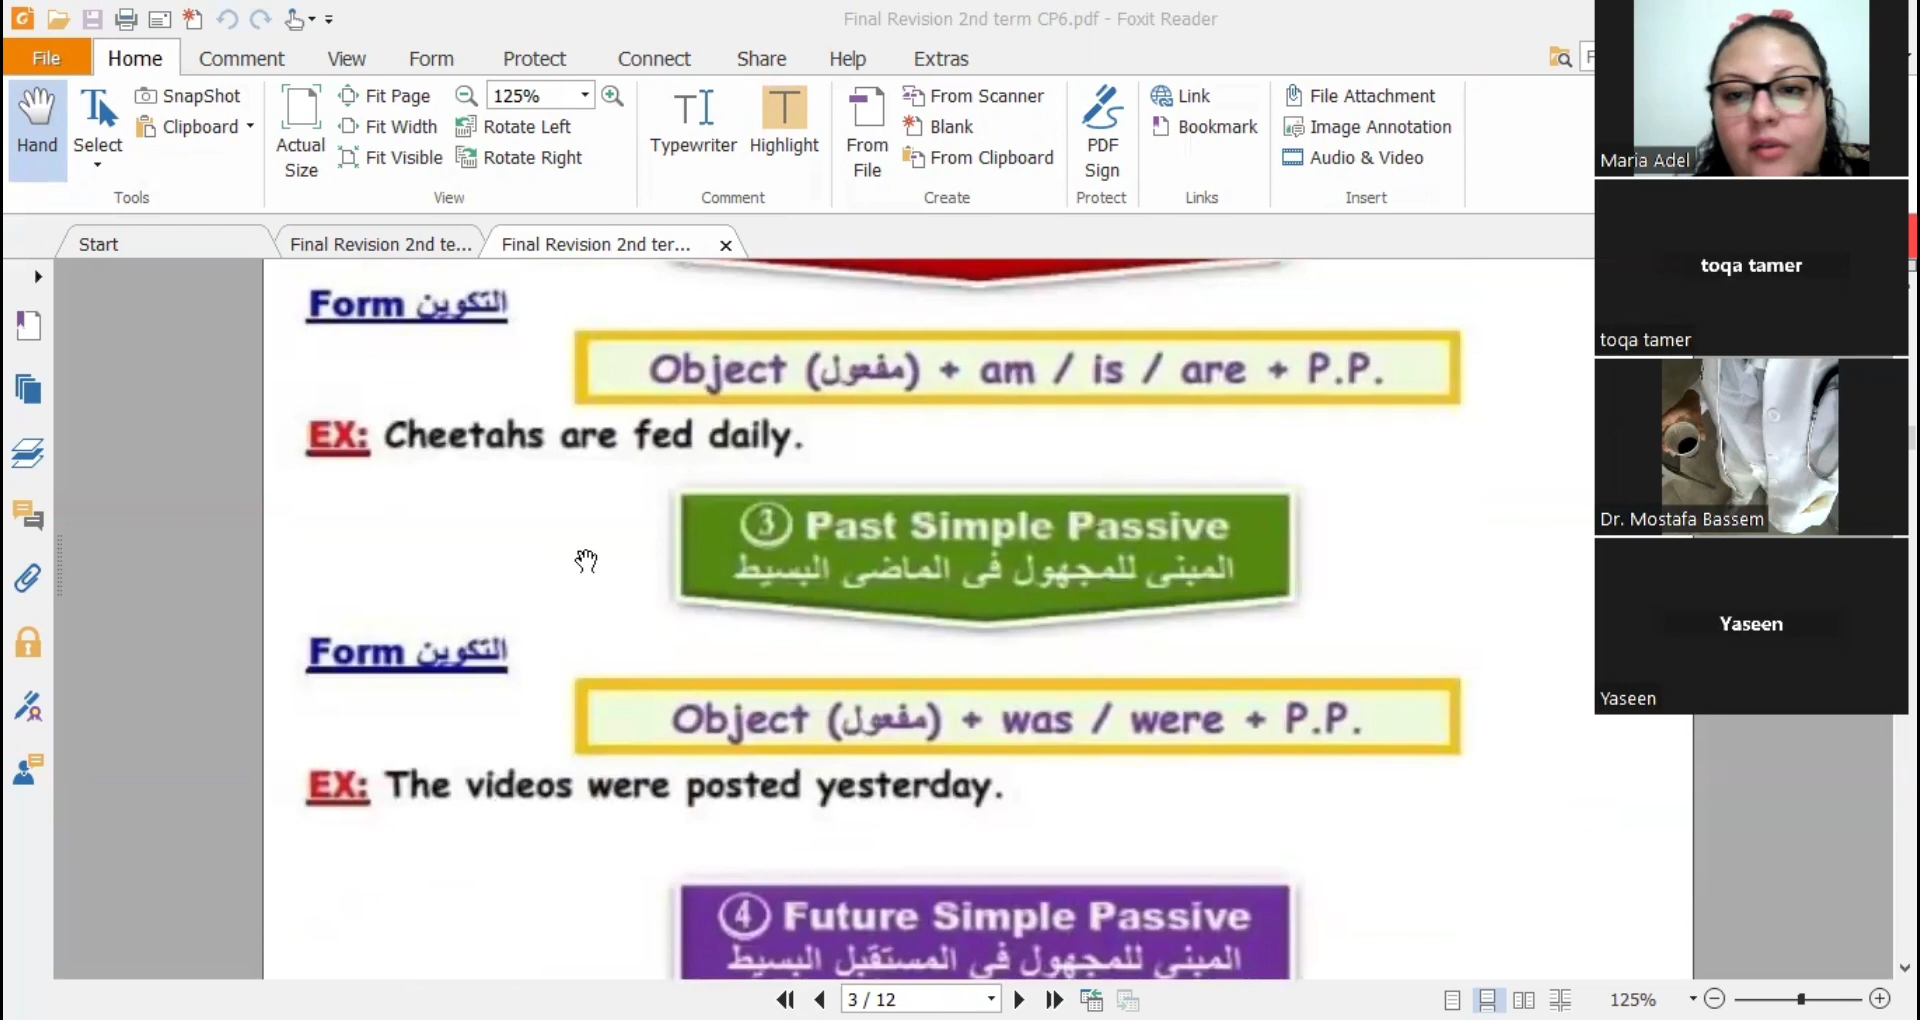 Final Revision 2nd term CP6.pdf - Foxit Reader
File
Home
Comment
View
Form
Protect
Connect
Share
Help
Extras
Hand
Select
SnapShot
Clipboard
Tools
Actual
Size
Fit Page
Fit Width
Fit Visible
125%
Rotate Left
Rotate Right
View
Typewriter
Highlight
Comment
From
File
From Scanner
Blank
From Clipboard
Create
PDF
Sign
Protect
Link
Bookmark
Links
File Attachment
Image Annotation
Audio & Video
Insert
Start
Final Revision 2nd te...
Final Revision 2nd ter...
Form التكوين
Object (مفعول) + am / is / are + P.P.
EX: Cheetahs are fed daily.
③ Past Simple Passive
المبنى للمجهول فى الماضى البسيط
Form التكوين
Object (مفعول) + was / were + P.P.
EX: The videos were posted yesterday.
④ Future Simple Passive
المبنى للمجهول فى المستقبل البسيط
3 / 12
125%
Maria Adel
toqa tamer
toqa tamer
Dr. Mostafa Bassem
Yaseen
Yaseen